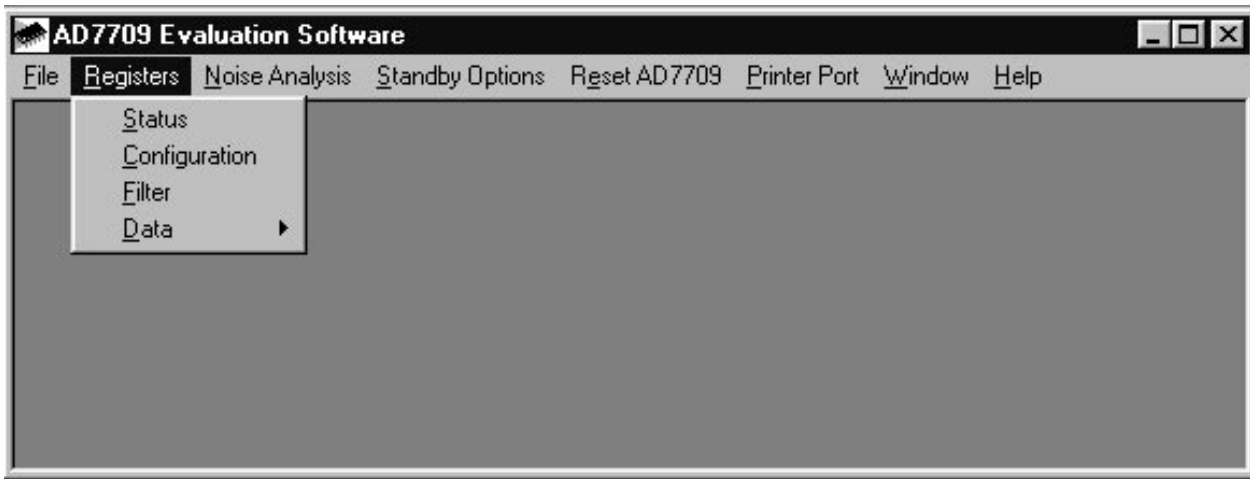 AD7709 Evaluation Software
File Registers Noise Analysis Standby Options Reset AD7709 Printer Port Window Help
Status
Configuration
Filter
Data